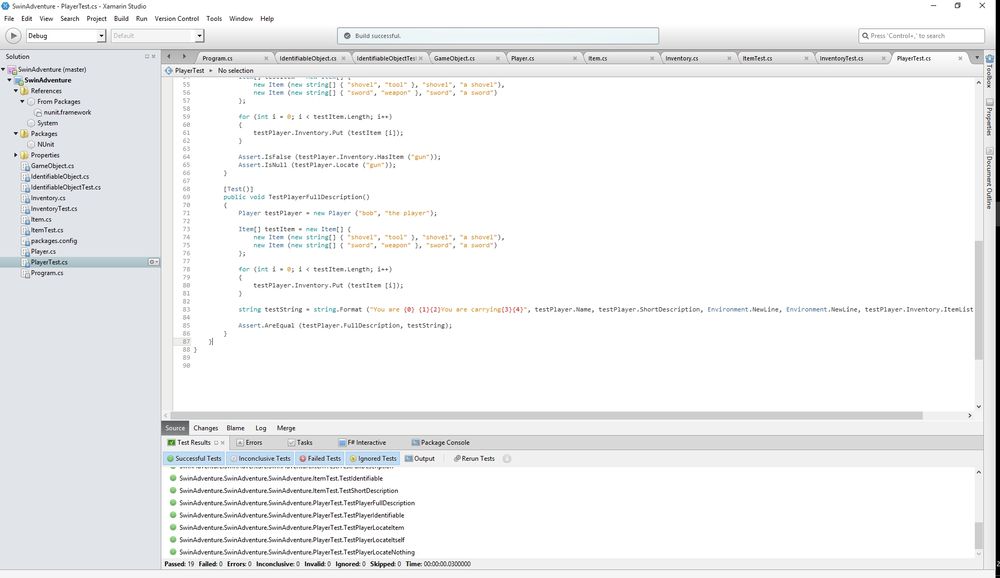 SwinAdventure - PlayerTest.cs - Xamarin Studio
File Edit View Search Project Build Run Version Control Tools Window Help
Debug Default Build successful. Press 'Control+,' to search
Solution
SwinAdventure (master)
SwinAdventure
References
From Packages
nunit.framework
System
Packages
NUnit
Properties
GameObject.cs
IdentifiableObject.cs
IdentifiableObjectTest.cs
Inventory.cs
InventoryTest.cs
Item.cs
ItemTest.cs
packages.config
Player.cs
PlayerTest.cs
Program.cs
Program.cs IdentifiableObject.cs IdentifiableObjectTest GameObject.cs Player.cs Item.cs Inventory.cs ItemTest.cs InventoryTest.cs PlayerTest.cs
PlayerTest No selection
54 Item[] testItem = new Item[] {
55 new Item (new string[] { "shovel", "tool" }, "shovel", "a shovel"),
56 new Item (new string[] { "sword", "weapon" }, "sword", "a sword")
57 };
58
59 for (int i = 0; i < testItem.Length; i++)
60 {
61 testPlayer.Inventory.Put (testItem [i]);
62 }
63
64 Assert.IsFalse (testPlayer.Inventory.HasItem ("gun"));
65 Assert.IsNull (testPlayer.Locate ("gun"));
66 }
67
68 [Test()]
69 public void TestPlayerFullDescription()
70 {
71 Player testPlayer = new Player ("bob", "the player");
72
73 Item[] testItem = new Item[] {
74 new Item (new string[] { "shovel", "tool" }, "shovel", "a shovel"),
75 new Item (new string[] { "sword", "weapon" }, "sword", "a sword")
76 };
77
78 for (int i = 0; i < testItem.Length; i++)
79 {
80 testPlayer.Inventory.Put (testItem [i]);
81 }
82
83 string testString = string.Format ("You are {0} {1}{2}You are carrying{3}{4}", testPlayer.Name, testPlayer.ShortDescription, Environment.NewLine, Environment.NewLine, testPlayer.Inventory.ItemList
84
85 Assert.AreEqual (testPlayer.FullDescription, testString);
86 }
87 }
88 }
89
90
Toolbox
Properties
Document Outline
Source Changes Blame Log Merge
Test Results Errors Tasks F# Interactive Package Console
Successful Tests Inconclusive Tests Failed Tests Ignored Tests Output Rerun Tests
SwinAdventure.SwinAdventure.SwinAdventure.ItemTest.TestFullDescription
SwinAdventure.SwinAdventure.SwinAdventure.ItemTest.TestIdentifiable
SwinAdventure.SwinAdventure.SwinAdventure.ItemTest.TestShortDescription
SwinAdventure.SwinAdventure.SwinAdventure.PlayerTest.TestPlayerFullDescription
SwinAdventure.SwinAdventure.SwinAdventure.PlayerTest.TestPlayerIdentifiable
SwinAdventure.SwinAdventure.SwinAdventure.PlayerTest.TestPlayerLocateItem
SwinAdventure.SwinAdventure.SwinAdventure.PlayerTest.TestPlayerLocateItself
SwinAdventure.SwinAdventure.SwinAdventure.PlayerTest.TestPlayerLocateNothing
Passed: 19 Failed: 0 Errors: 0 Inconclusive: 0 Invalid: 0 Ignored: 0 Skipped: 0 Time: 00:00:00.0300000
2